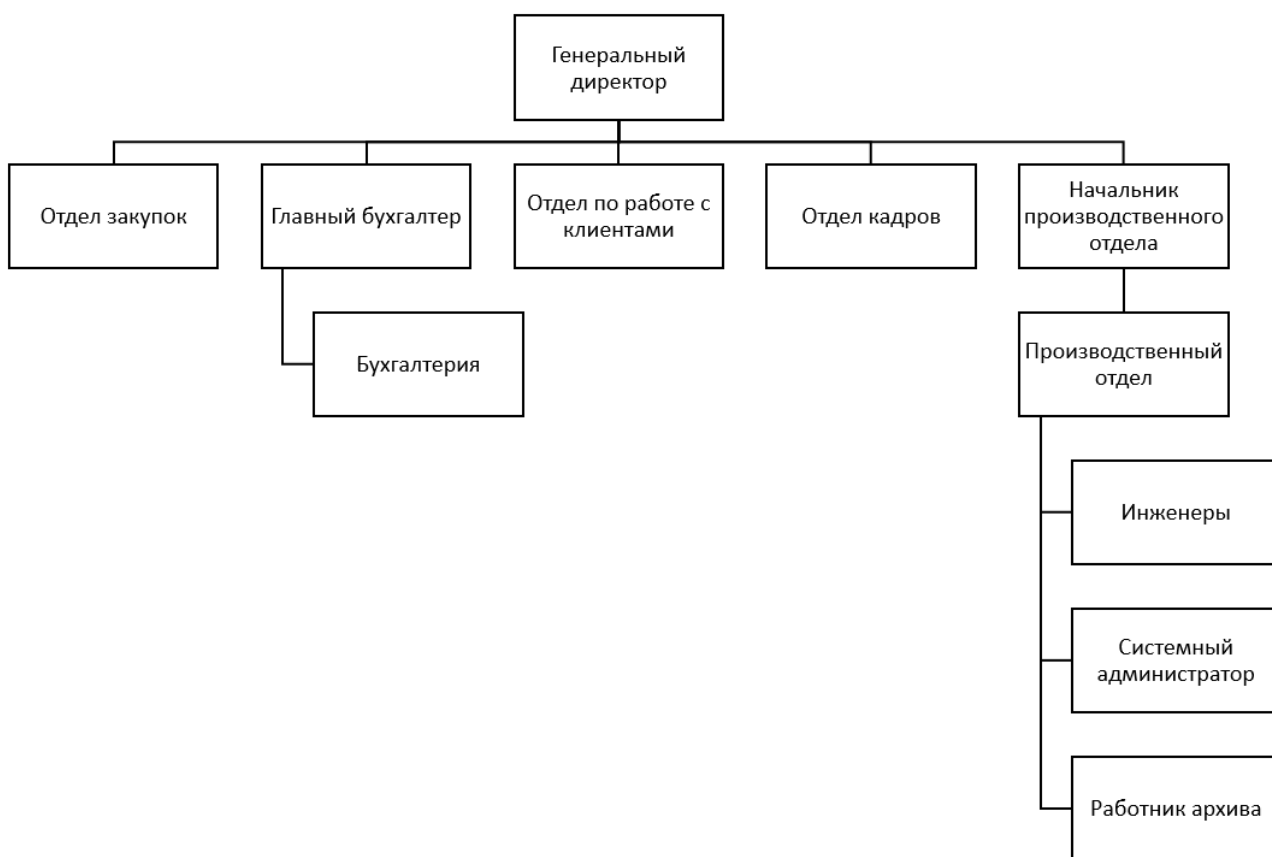 Генеральный
директор
Отдел закупок
Главный бухгалтер
Отдел по работе с
клиентами
Отдел кадров
Начальник
производственного
отдела
Бухгалтерия
Производственный
отдел
Инженеры
Системный
администратор
Работник архива